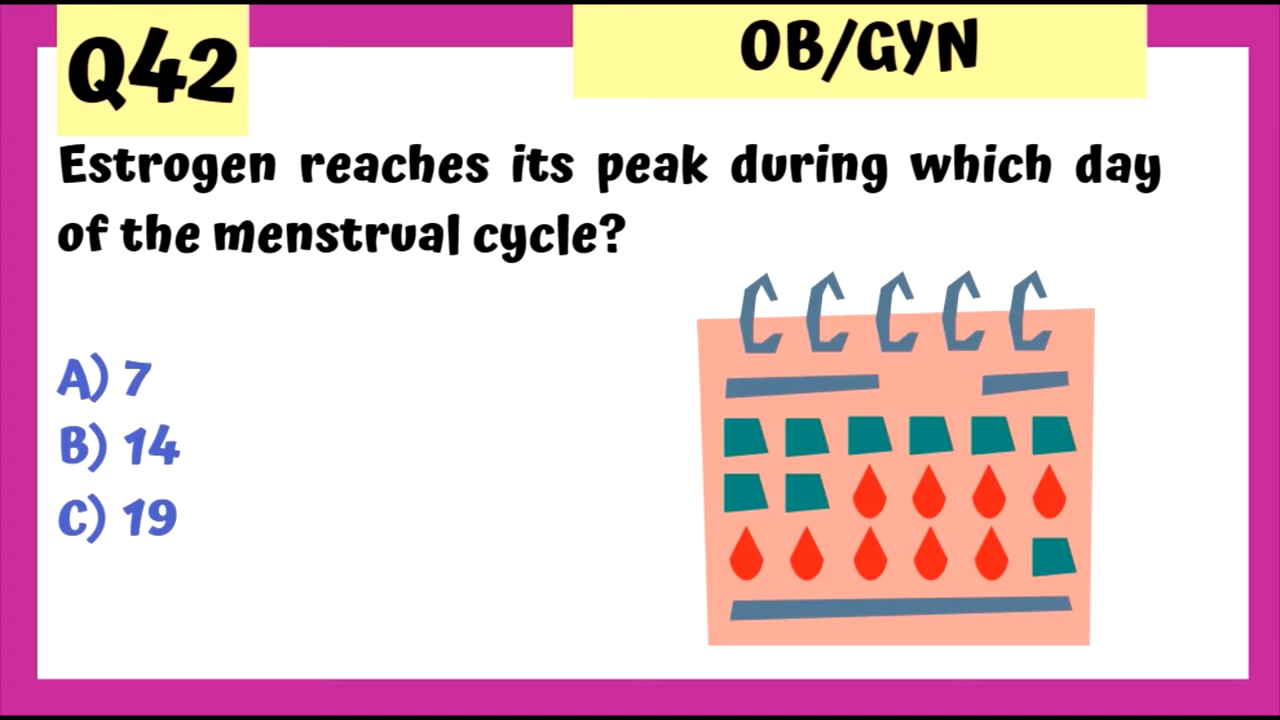 Q42
OB/GYN
Estrogen reaches its peak during which day
of the menstrual cycle?
A) 7
B) 14
C) 19